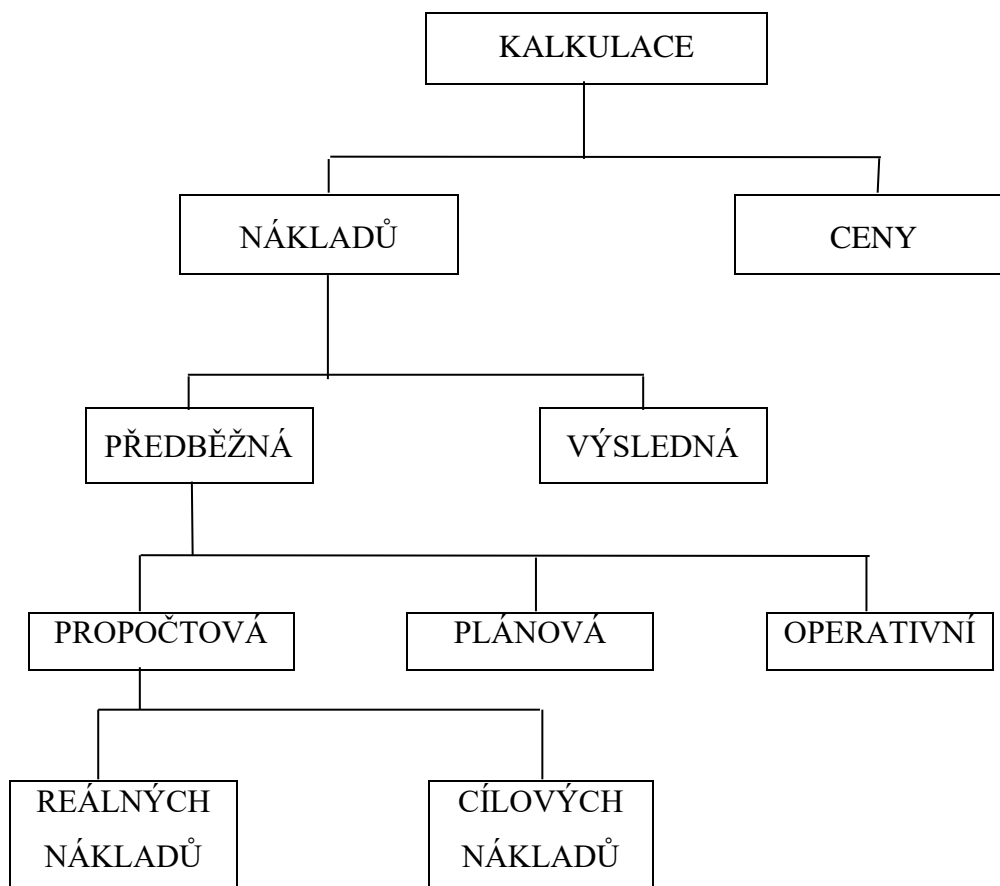 KALKULACE
NÁKLADŮ
CENY
PŘEDBĚŽNÁ
VÝSLEDNÁ
PROPOČTOVÁ
PLÁNOVÁ
OPERATIVNÍ
REÁLNÝCH
NÁKLADŮ
CÍLOVÝCH
NÁKLADŮ